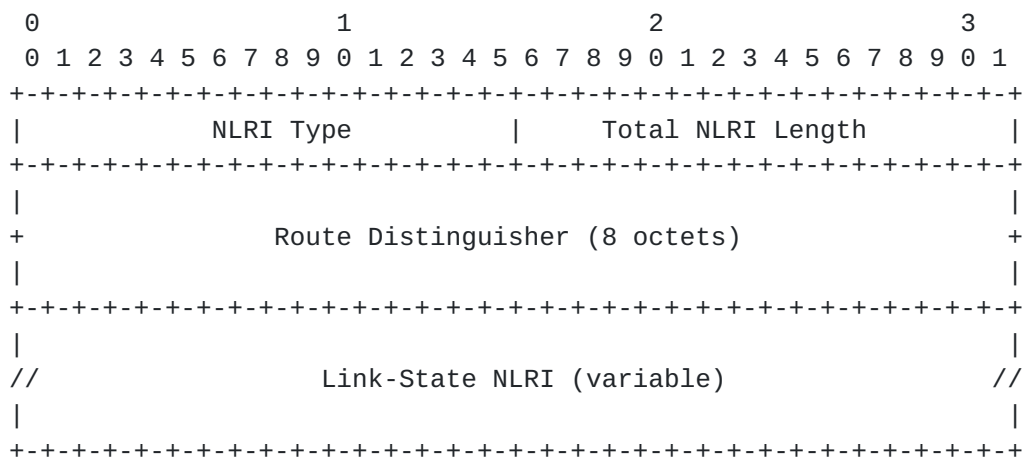 0                   1                   2                   3
 0 1 2 3 4 5 6 7 8 9 0 1 2 3 4 5 6 7 8 9 0 1 2 3 4 5 6 7 8 9 0 1
+-+-+-+-+-+-+-+-+-+-+-+-+-+-+-+-+-+-+-+-+-+-+-+-+-+-+-+-+-+-+-+-+
|            NLRI Type          |     Total NLRI Length         |
+-+-+-+-+-+-+-+-+-+-+-+-+-+-+-+-+-+-+-+-+-+-+-+-+-+-+-+-+-+-+-+-+
|                                                               |
+                Route Distinguisher (8 octets)                 +
|                                                               |
+-+-+-+-+-+-+-+-+-+-+-+-+-+-+-+-+-+-+-+-+-+-+-+-+-+-+-+-+-+-+-+-+
|                                                               |
//                  Link-State NLRI (variable)                 //
|                                                               |
+-+-+-+-+-+-+-+-+-+-+-+-+-+-+-+-+-+-+-+-+-+-+-+-+-+-+-+-+-+-+-+-+